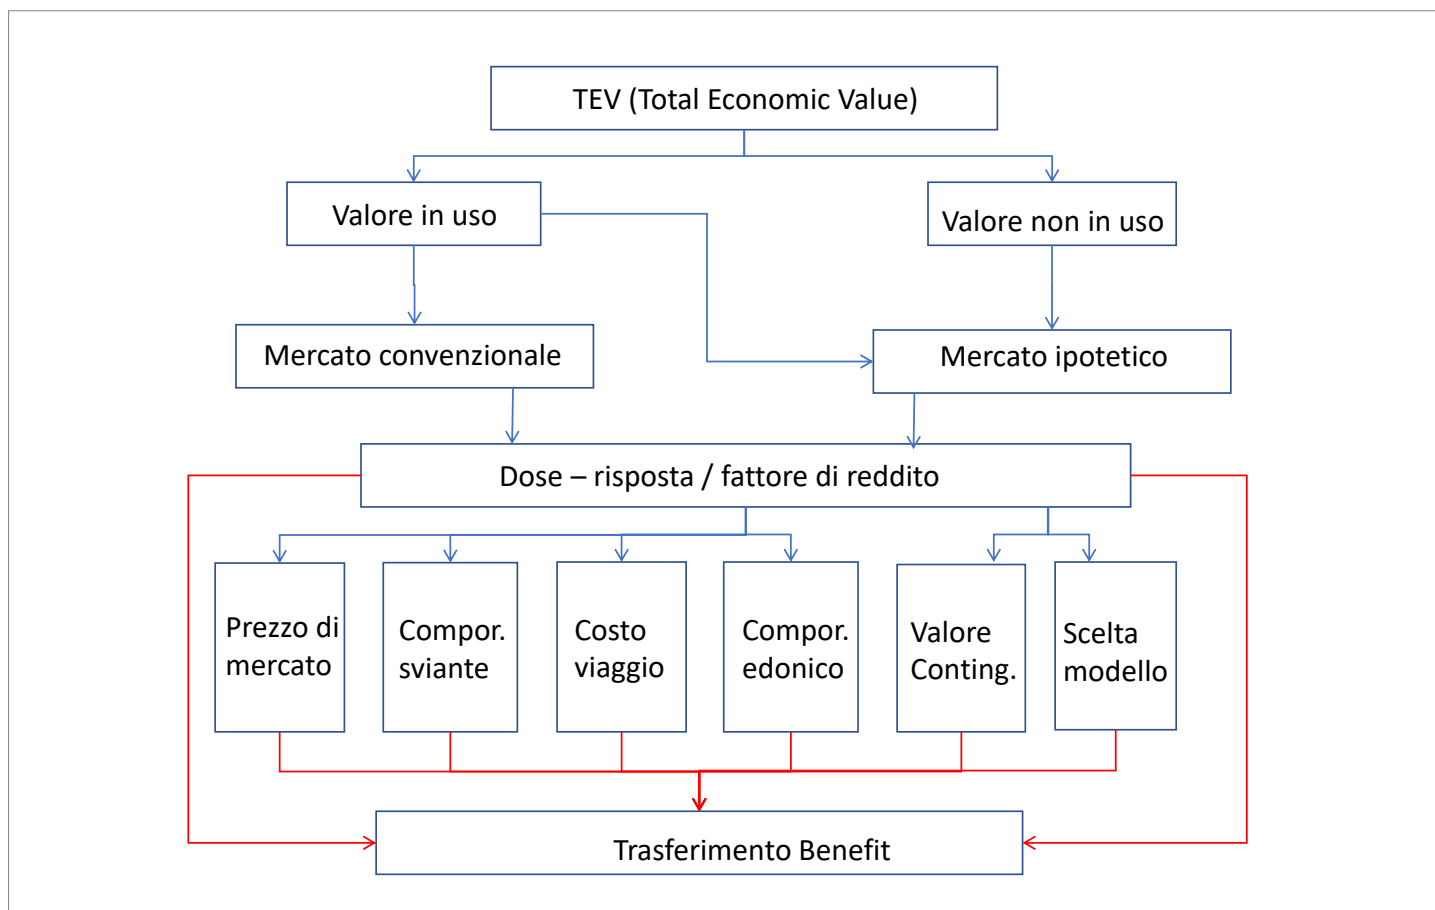 TEV (Total Economic Value)
Valore in uso
Valore non in uso
Mercato convenzionale
Mercato ipotetico
Dose – risposta / fattore di reddito
Prezzo di
mercato
Compor.
sviante
Costo
viaggio
Compor.
edonico
Valore
Conting.
Scelta
modello
Trasferimento Benefit